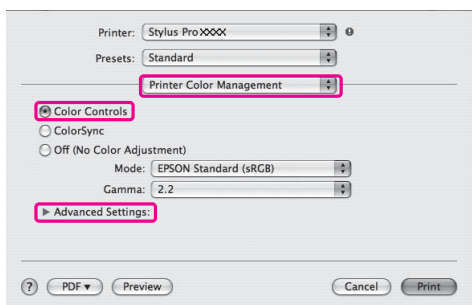 Printer: Stylus ProXXXX
Presets: Standard
Printer Color Management
Color Controls
ColorSync
Off (No Color Adjustment)
Mode: EPSON Standard (sRGB)
Gamma: 2.2
Advanced Settings:
? PDF Preview Cancel Print